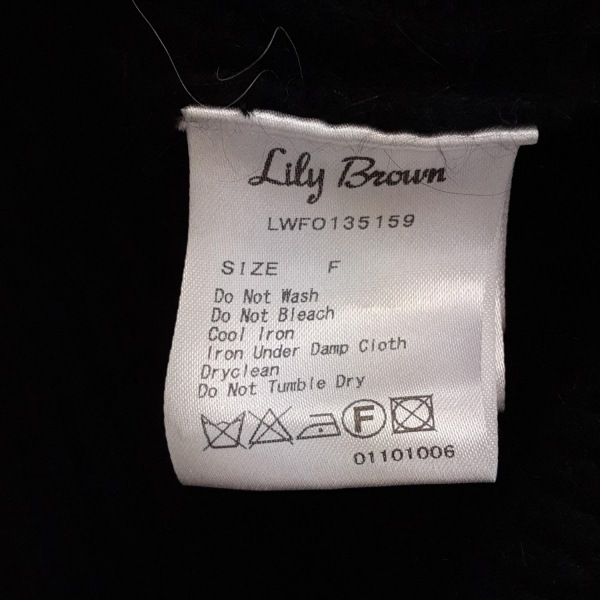 Lily Brown
LWFO135159
SIZE F
Do Not Wash
Do Not Bleach
Cool Iron
Iron Under Damp Cloth
Dryclean
Do Not Tumble Dry
F
01101006